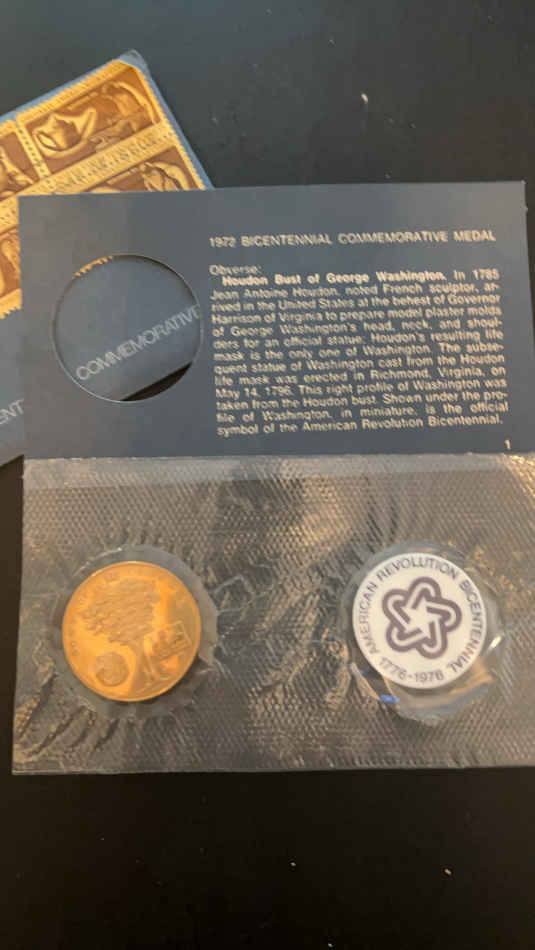 1972 BICENTENNIAL COMMEMORATIVE MEDAL
Obverse:
Houdon Bust of George Washington. In 1785
Jean Antoine Houdon, noted French sculptor, ar-
rived in the United States at the behest of Governor
Harrison of Virginia to prepare model plaster molds
of George Washington's head, neck, and shoul-
ders for an official statue. Houdon's resulting life
mask is the only one of Washington. The subse-
quent statue of Washington cast from the Houdon
life mask was erected in Richmond, Virginia, on
May 14, 1796. This right profile of Washington was
taken from the Houdon bust. Shown under the pro-
file of Washington, in miniature, is the official
symbol of the American Revolution Bicentennial.
1
COMMEMORATIVE
AMERICAN REVOLUTION BICENTENNIAL
1776-1976